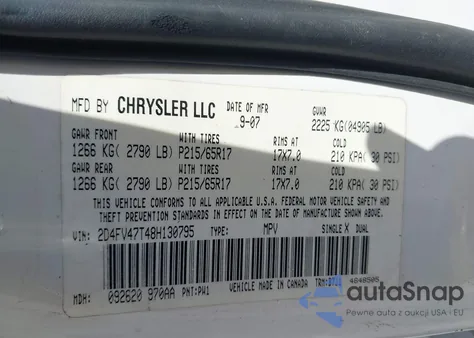 MFD BY CHRYSLER LLC DATE OF MFR 9-07 GVWR 2225 KG(04905 LB)
GAWR FRONT WITH TIRES RIMS AT COLD
1266 KG( 2790 LB) P215/65R17 17X7.0 210 KPA( 30 PSI)
GAWR REAR WITH TIRES RIMS AT COLD
1266 KG( 2790 LB) P215/65R17 17X7.0 210 KPA( 30 PSI)
THIS VEHICLE CONFORMS TO ALL APPLICABLE U.S.A. FEDERAL MOTOR VEHICLE SAFETY, BUMPER, AND
THEFT PREVENTION STANDARDS IN EFFECT ON THE DATE OF MANUFACTURE SHOWN ABOVE.
VIN: 2D4FV47T48H130795 TYPE: MPV SINGLE X DUAL
MDH: 092620 970AA PNT:PW1 VEHICLE MADE IN CANADA
autoSnap
Pewne auta z USA i EU